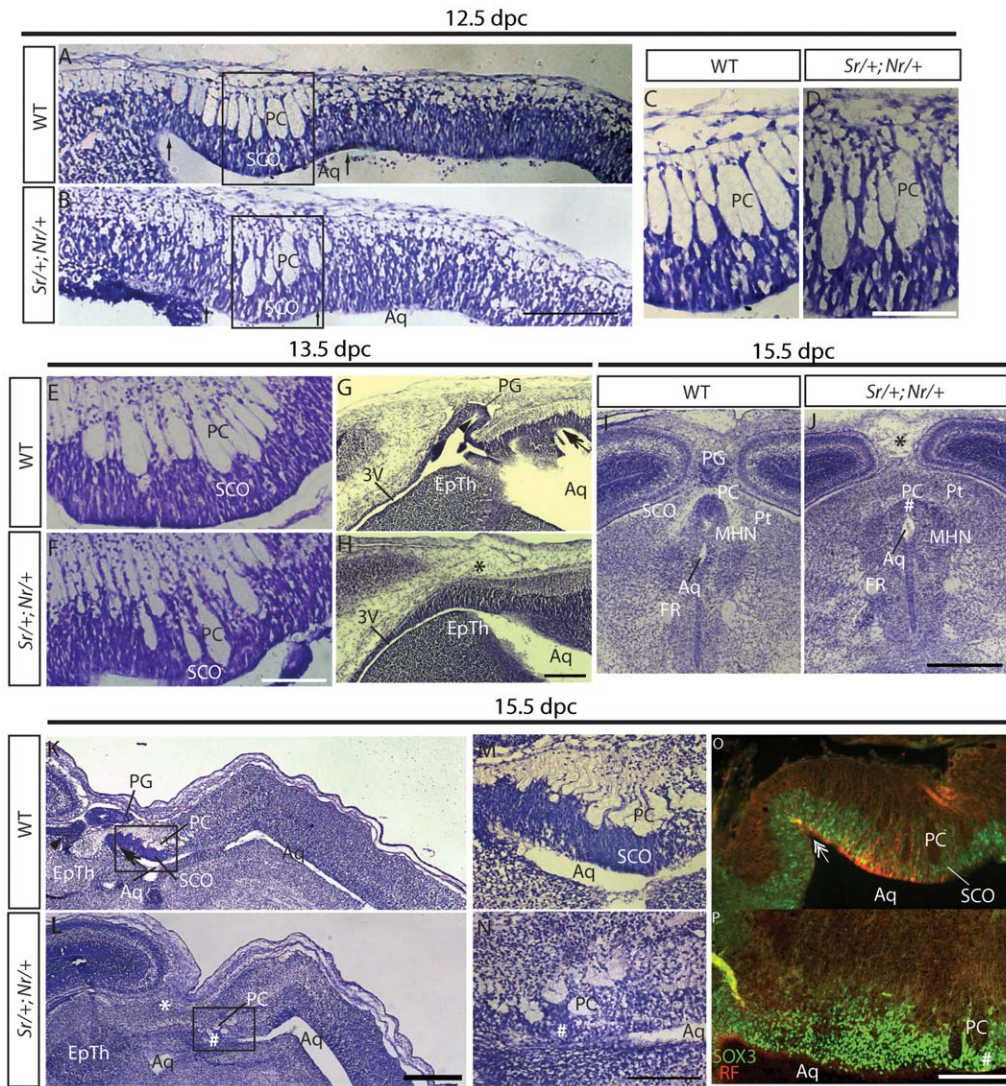 12.5 dpc
WT
A
PC
SCO
Aq
Sr/+; Nr/+
B
PC
SCO
Aq
WT
Sr/+; Nr/+
C
PC
D
PC
13.5 dpc
WT
E
PC
SCO
Sr/+; Nr/+
F
PC
SCO
G
PG
3V
EpTh
Aq
H
*
3V
EpTh
Aq
15.5 dpc
WT
Sr/+; Nr/+
I
PG
PC
SCO
Pt
MHN
Aq
FR
J
*
PC
#
Pt
MHN
Aq
FR
15.5 dpc
WT
K
PG
PC
EpTh
Aq
SCO
Aq
Sr/+; Nr/+
L
*
PC
#
Aq
EpTh
Aq
M
PC
SCO
Aq
N
PC
#
Aq
O
PC
SCO
Aq
P
PC
SOX3
#
RF
Aq